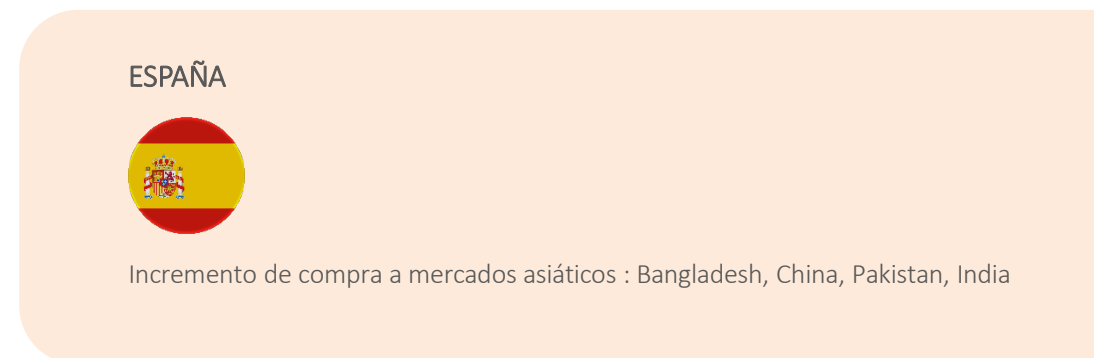 ESPAÑA
Incremento de compra a mercados asiáticos : Bangladesh, China, Pakistan, India